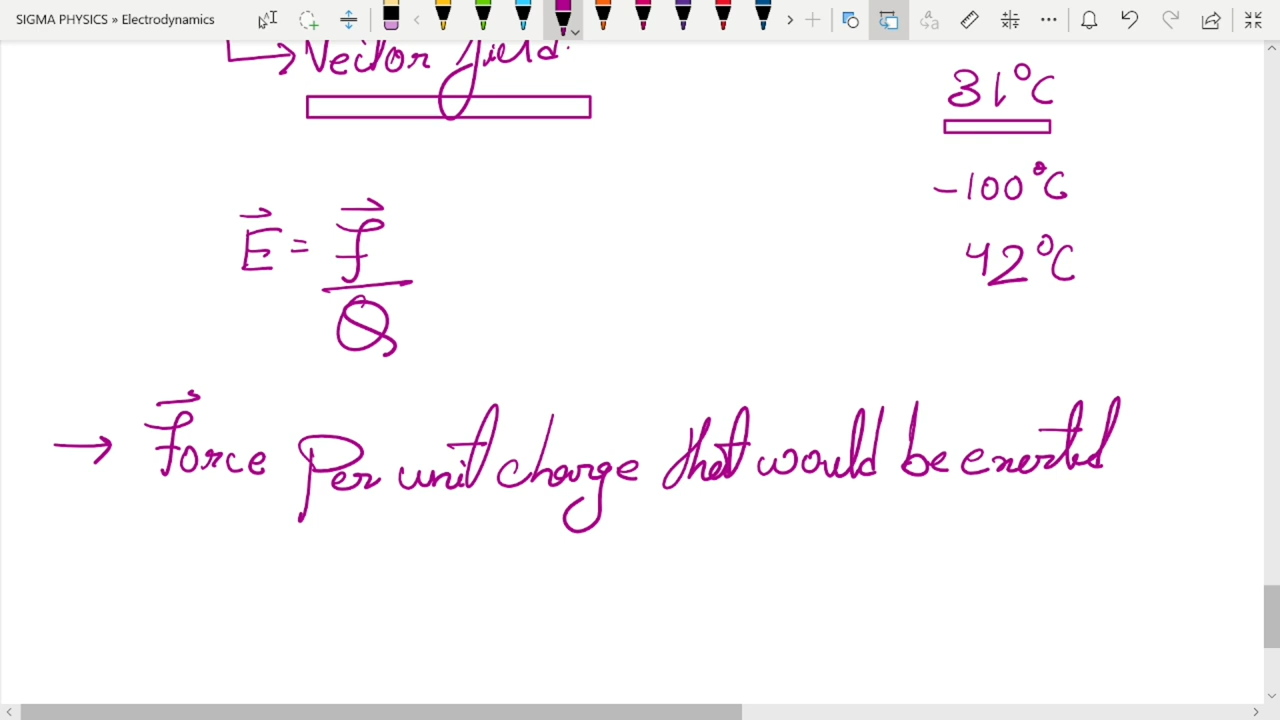 SIGMA PHYSICS » Electrodynamics
→ Vector field.
31°C
-100°C
42°C
E⃗ = f⃗ / Q
→ Force Per unit charge that would be exerted